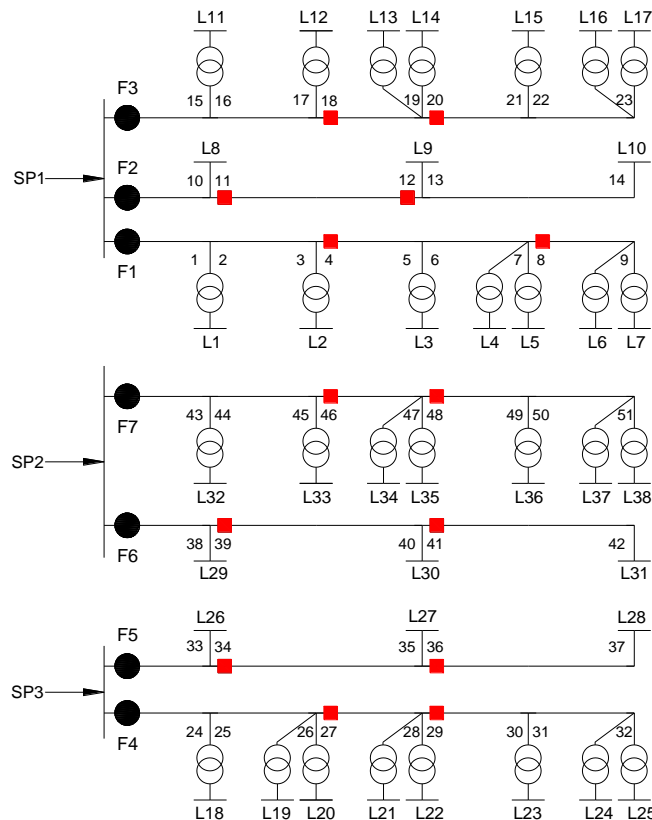 L11 L12 L13 L14 L15 L16 L17
F3
15 16 17 18 19 20 21 22 23
L8 L9 L10
F2
SP1
10 11 12 13 14
F1
1 2 3 4 5 6 7 8 9
L1 L2 L3 L4 L5 L6 L7
F7
43 44 45 46 47 48 49 50 51
SP2
L32 L33 L34 L35 L36 L37 L38
F6
38 39 40 41 42
L29 L30 L31
L26 L27 L28
F5
33 34 35 36 37
SP3
F4
24 25 26 27 28 29 30 31 32
L18 L19 L20 L21 L22 L23 L24 L25